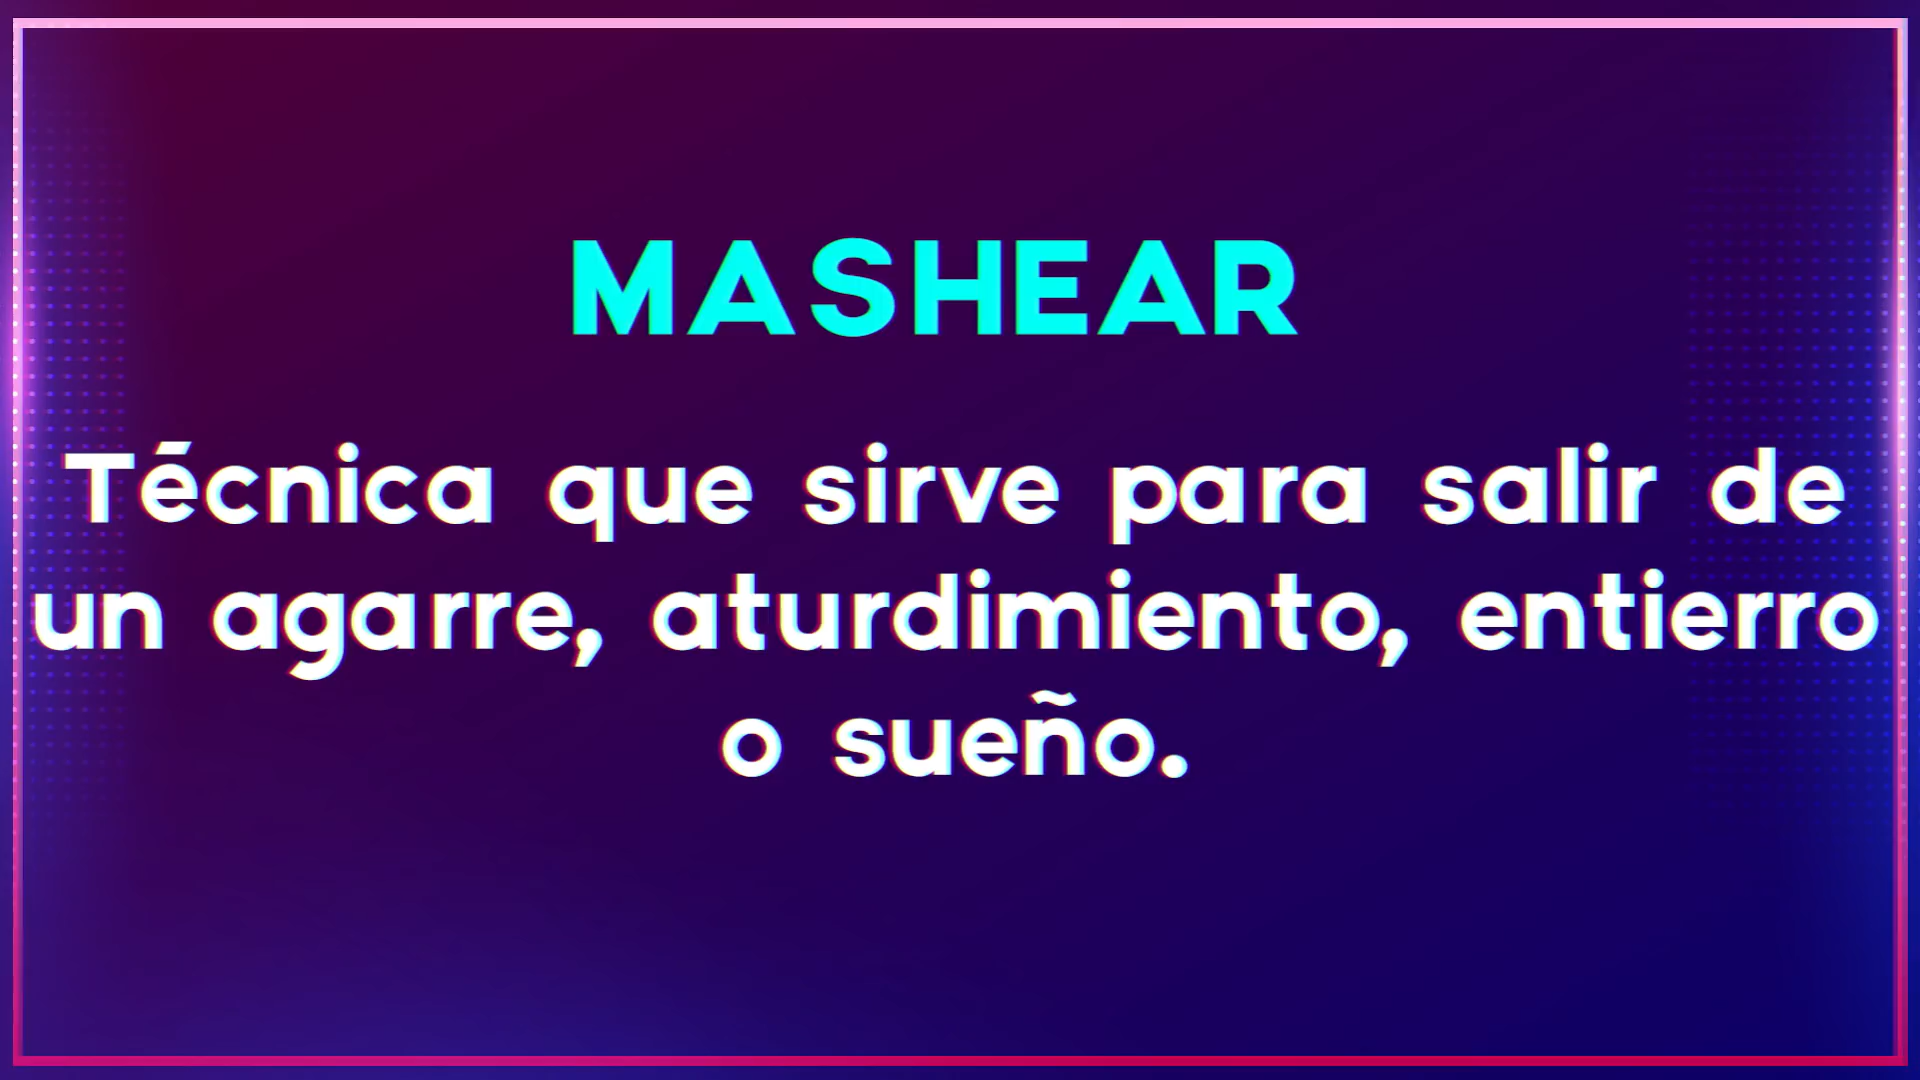 MASHEAR
Técnica que sirve para salir de
un agarre, aturdimiento, entierro
o sueño.